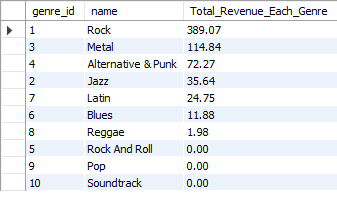 genre_id name Total_Revenue_Each_Genre
1 Rock 389.07
3 Metal 114.84
4 Alternative & Punk 72.27
2 Jazz 35.64
7 Latin 24.75
6 Blues 11.88
8 Reggae 1.98
5 Rock And Roll 0.00
9 Pop 0.00
10 Soundtrack 0.00